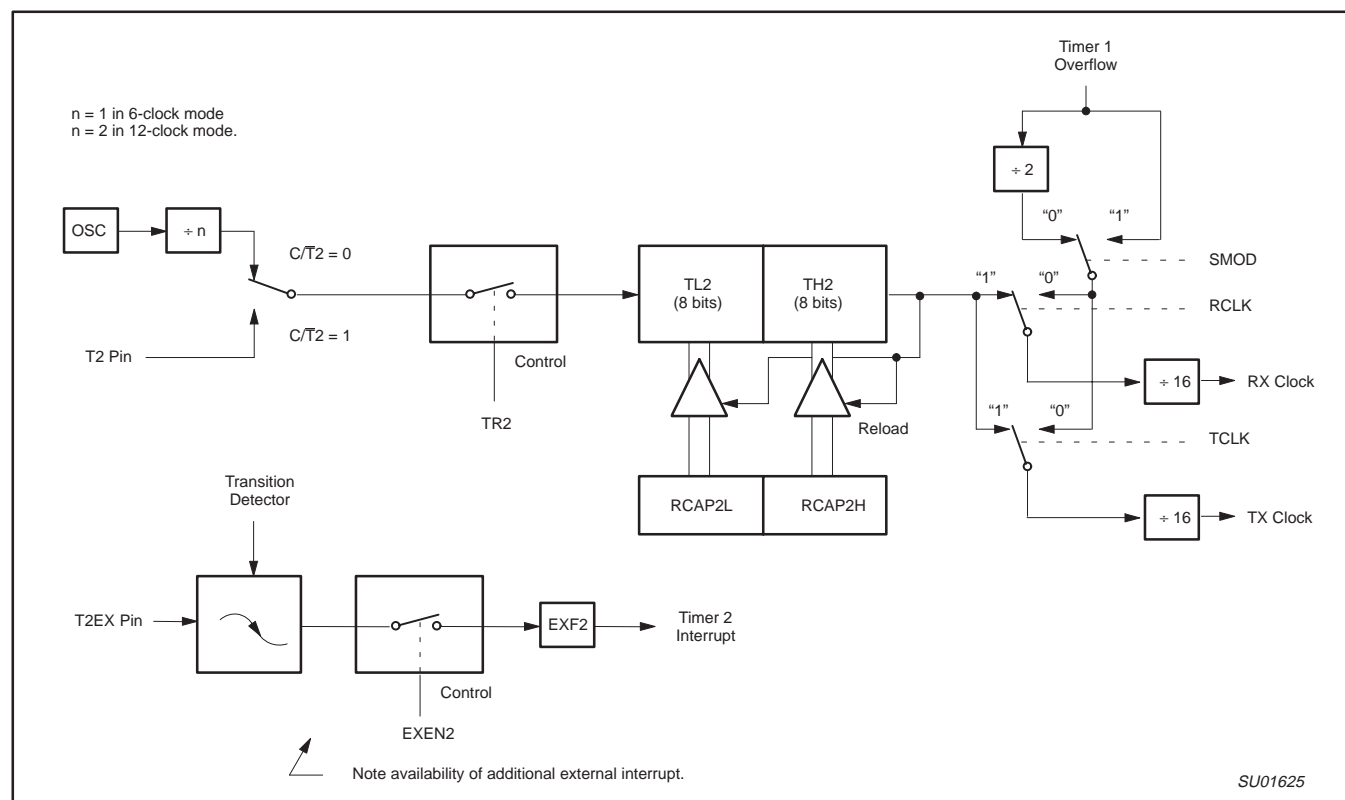 Timer 1
Overflow
n = 1 in 6-clock mode
n = 2 in 12-clock mode.
÷ 2
“0”
“1”
OSC
÷ n
C/T̅2 = 0
TL2
(8 bits)
TH2
(8 bits)
SMOD
“1”
“0”
RCLK
C/T̅2 = 1
T2 Pin
Control
÷ 16
RX Clock
TR2
Reload
“1”
“0”
TCLK
Transition
Detector
RCAP2L
RCAP2H
÷ 16
TX Clock
T2EX Pin
EXF2
Timer 2
Interrupt
Control
EXEN2
Note availability of additional external interrupt.
SU01625